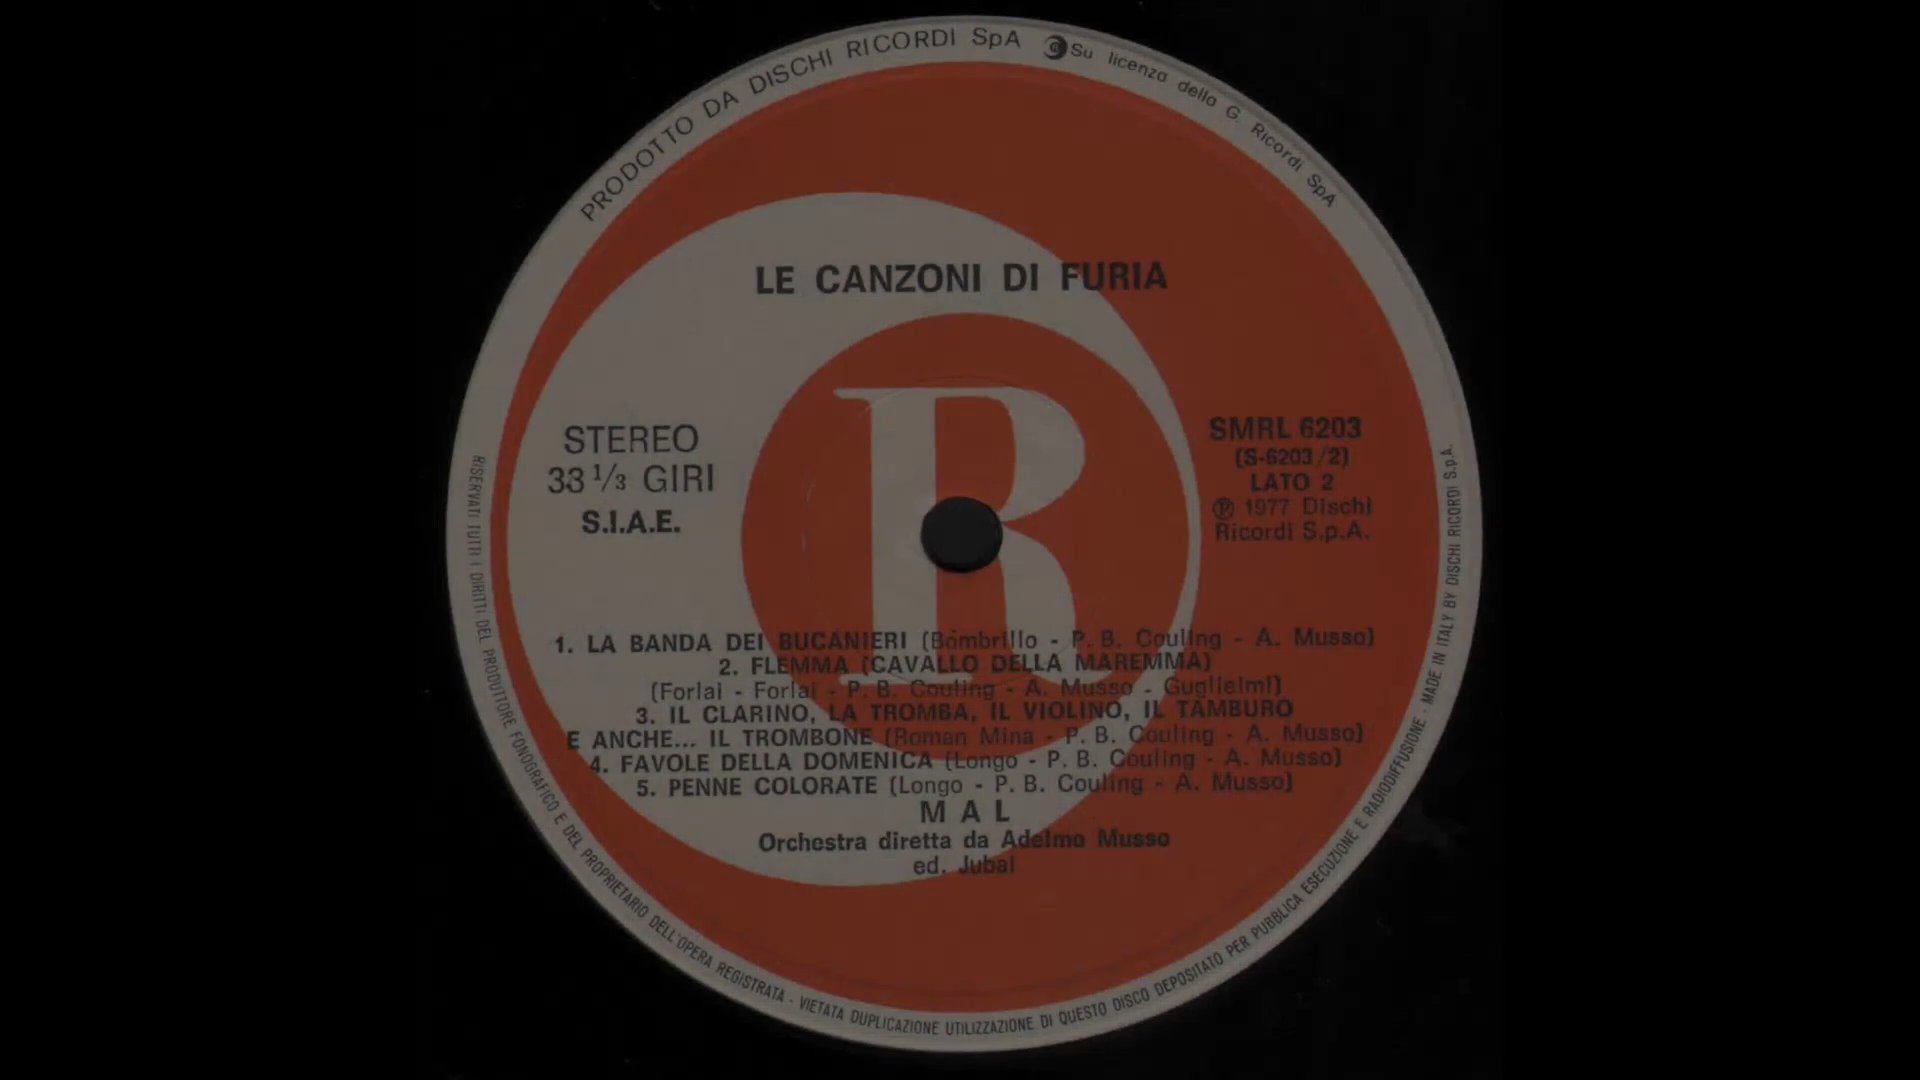 PRODOTTO DA DISCHI RICORDI SpA
Su licenza della G. Ricordi SpA
LE CANZONI DI FURIA
R
STEREO
33 1/3 GIRI
S.I.A.E.
SMRL 6203
(S-6203/2)
LATO 2
℗ 1977 Dischi
Ricordi S.p.A.
1. LA BANDA DEI BUCANIERI (Bombrillo - P. B. Couling - A. Musso)
2. FLEMMA (CAVALLO DELLA MAREMMA)
(Forlai - Forlai - P. B. Couling - A. Musso - Guglielmi)
3. IL CLARINO, LA TROMBA, IL VIOLINO, IL TAMBURO
E ANCHE... IL TROMBONE (Roman Mina - P. B. Couling - A. Musso)
4. FAVOLE DELLA DOMENICA (Longo - P. B. Couling - A. Musso)
5. PENNE COLORATE (Longo - P. B. Couling - A. Musso)
MAL
Orchestra diretta da Adelmo Musso
ed. Jubal
RISERVATI TUTTI I DIRITTI DEL PRODUTTORE FONOGRAFICO E DEL PROPRIETARIO DELL'OPERA REGISTRATA - VIETATA DUPLICAZIONE UTILIZZAZIONE DI QUESTO DISCO DEPOSITATO PER PUBBLICA ESECUZIONE E RADIODIFFUSIONE - MADE IN ITALY BY DISCHI RICORDI S.p.A.